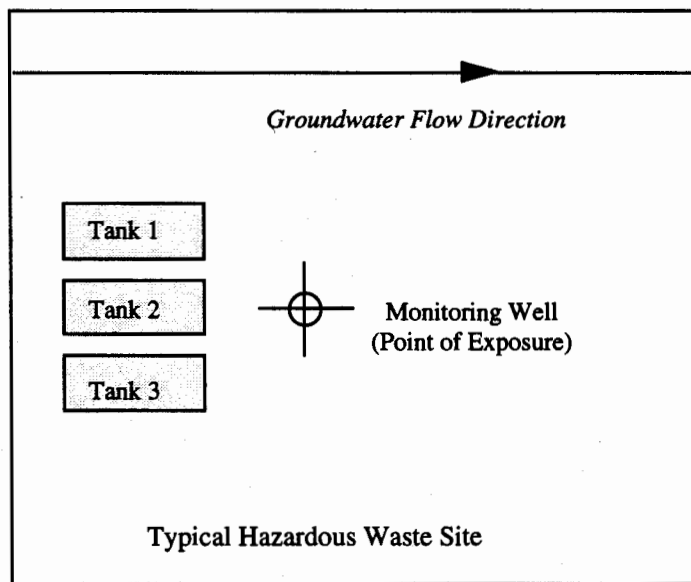 Groundwater Flow Direction
Tank 1
Tank 2
Tank 3
Monitoring Well
(Point of Exposure)
Typical Hazardous Waste Site